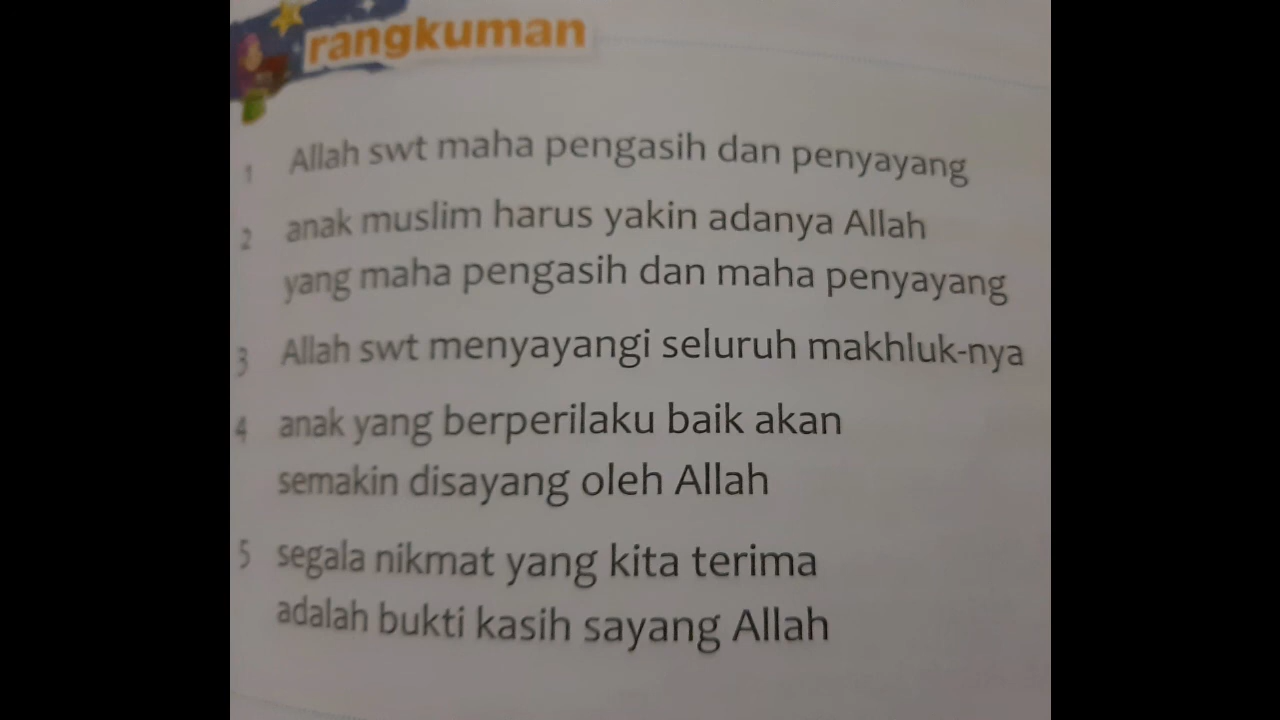 rangkuman
1 Allah swt maha pengasih dan penyayang
2 anak muslim harus yakin adanya Allah
yang maha pengasih dan maha penyayang
3 Allah swt menyayangi seluruh makhluk-nya
4 anak yang berperilaku baik akan
semakin disayang oleh Allah
5 segala nikmat yang kita terima
adalah bukti kasih sayang Allah